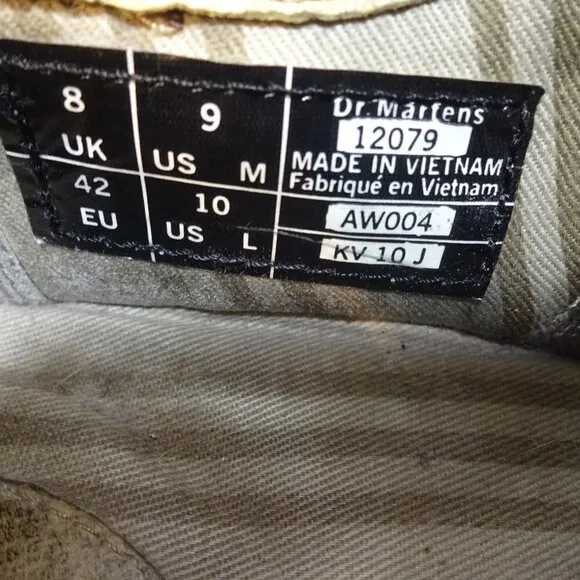 8 UK
9 US M
42 EU
10 US L
Dr. Martens
12079
MADE IN VIETNAM
Fabriqué en Vietnam
AW004
KV 10 J